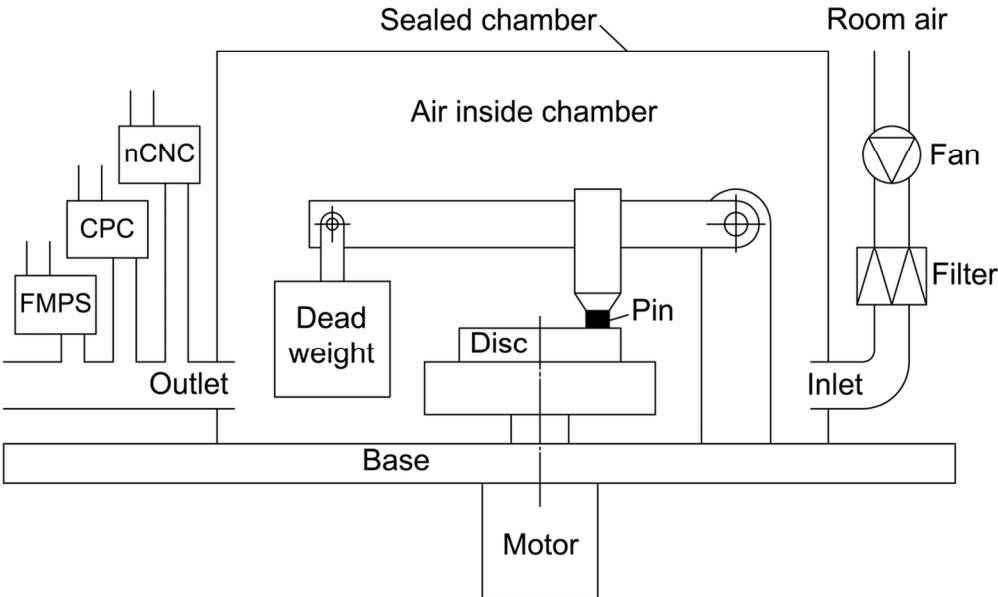 Sealed chamber
Room air
Air inside chamber
nCNC
Fan
CPC
FMPS
Filter
Pin
Dead
weight
Disc
Outlet
Inlet
Base
Motor